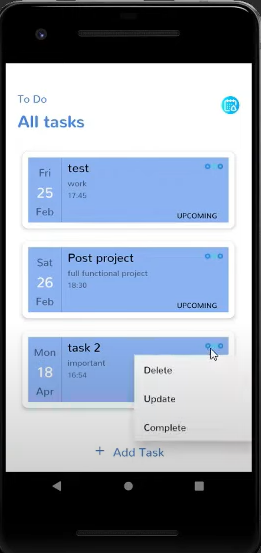 To Do
All tasks
Fri
25
Feb
test
work
17:45
UPCOMING
Sat
26
Feb
Post project
full functional project
18:30
UPCOMING
Mon
18
Apr
task 2
important
16:54
Delete
Update
Complete
+ Add Task